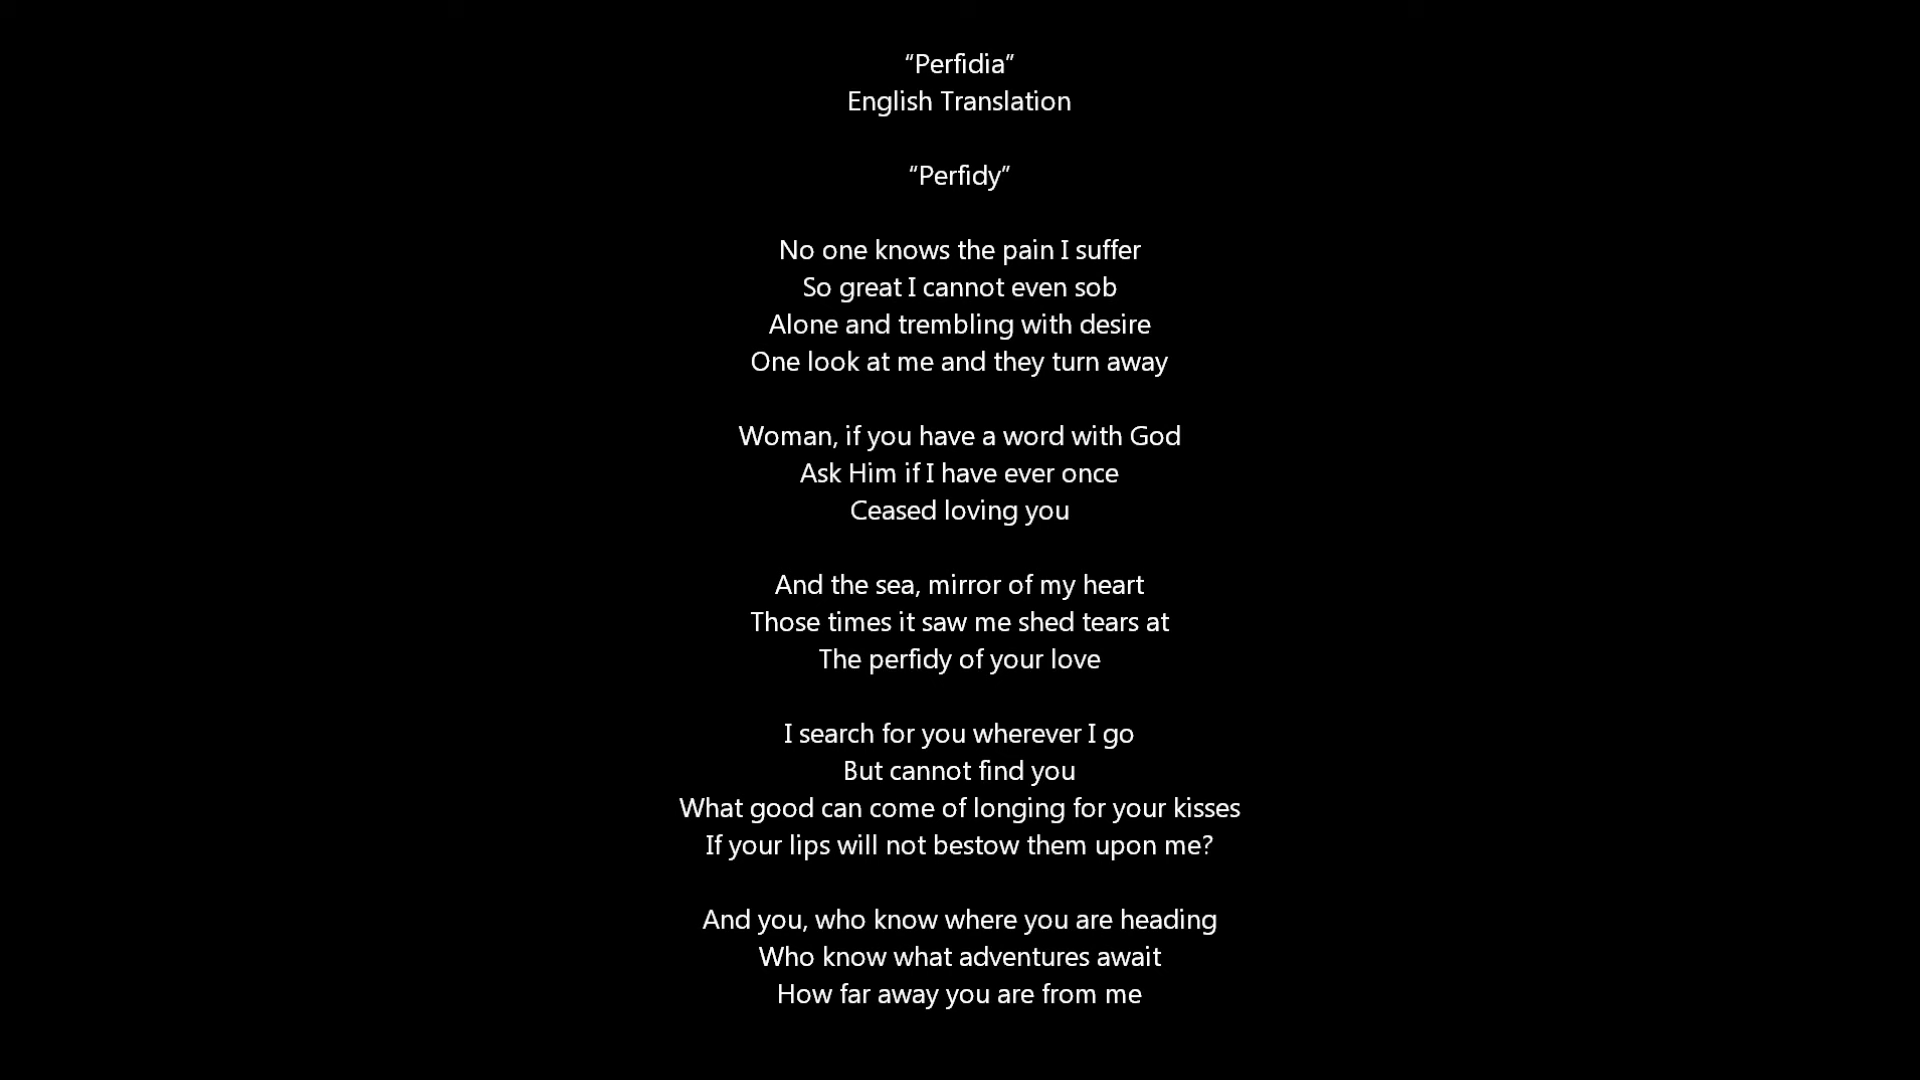 “Perfidia”
English Translation
“Perfidy”
No one knows the pain I suffer
So great I cannot even sob
Alone and trembling with desire
One look at me and they turn away
Woman, if you have a word with God
Ask Him if I have ever once
Ceased loving you
And the sea, mirror of my heart
Those times it saw me shed tears at
The perfidy of your love
I search for you wherever I go
But cannot find you
What good can come of longing for your kisses
If your lips will not bestow them upon me?
And you, who know where you are heading
Who know what adventures await
How far away you are from me